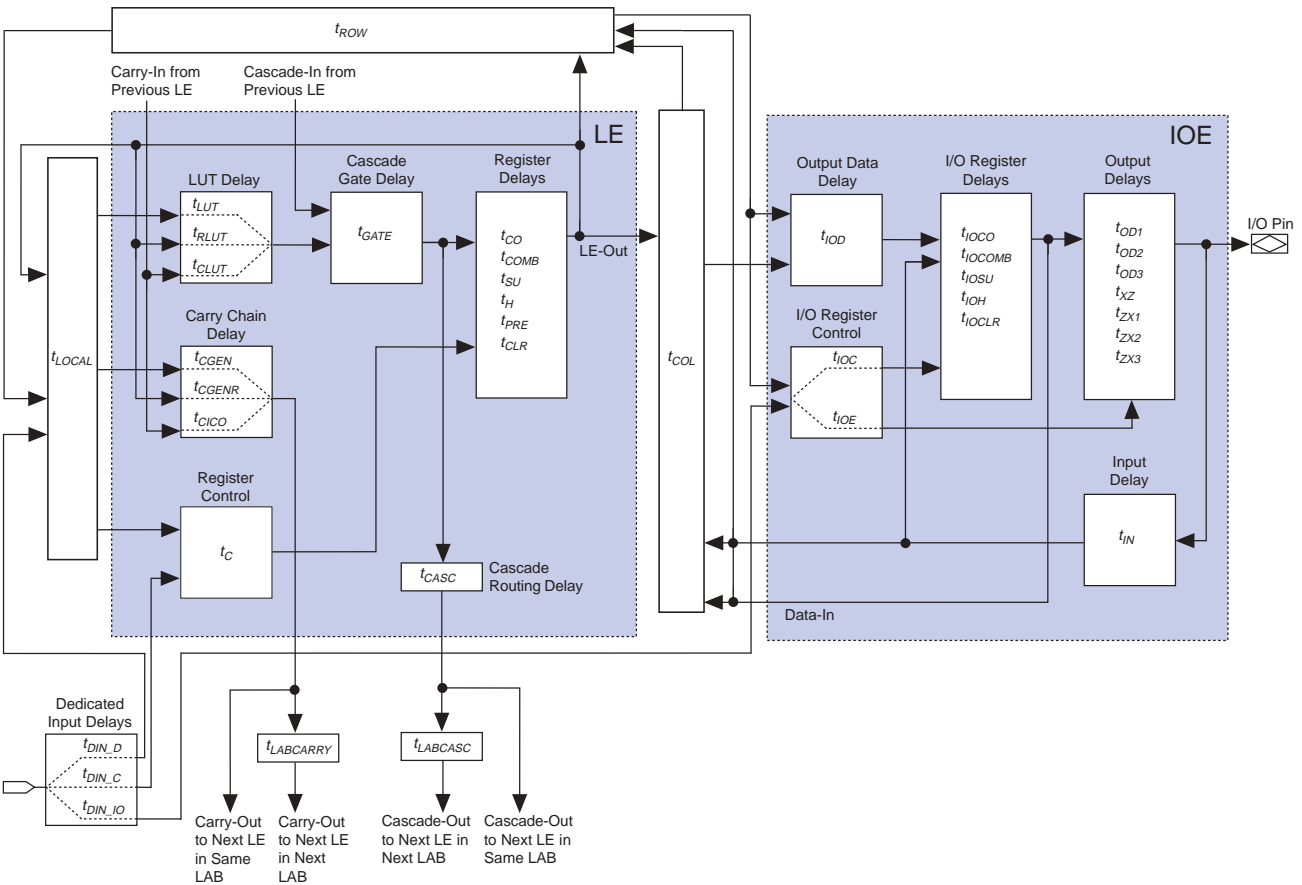 tROW
Carry-In from
Previous LE
Cascade-In from
Previous LE
LE
LUT Delay
tLUT
tRLUT
tCLUT
Cascade
Gate Delay
tGATE
Register
Delays
tCO
tCOMB
tSU
tH
tPRE
tCLR
LE-Out
tLOCAL
Carry Chain
Delay
tCGEN
tCGENR
tCICO
Register
Control
tC
tCASC
Cascade
Routing Delay
tCOL
IOE
Output Data
Delay
tIOD
I/O Register
Delays
tIOCO
tIOCOMB
tIOSU
tIOH
tIOCLR
Output
Delays
tOD1
tOD2
tOD3
tXZ
tZX1
tZX2
tZX3
I/O Pin
I/O Register
Control
tIOC
tIOE
Input
Delay
tIN
Data-In
Dedicated
Input Delays
tDIN_D
tDIN_C
tDIN_IO
tLABCARRY
tLABCASC
Carry-Out
to Next LE
in Same
LAB
Carry-Out
to Next LE
in Next
LAB
Cascade-Out
to Next LE in
Next LAB
Cascade-Out
to Next LE in
Same LAB